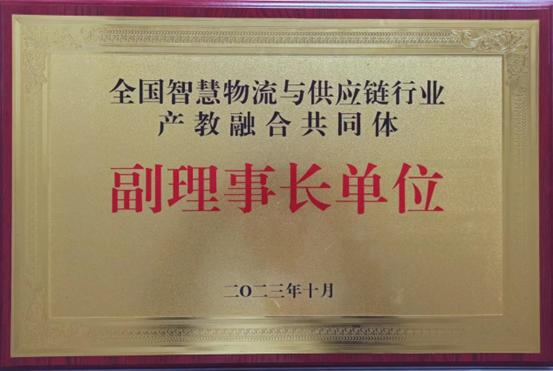 全国智慧物流与供应链行业
产教融合共同体
副理事长单位
二〇二三年十月